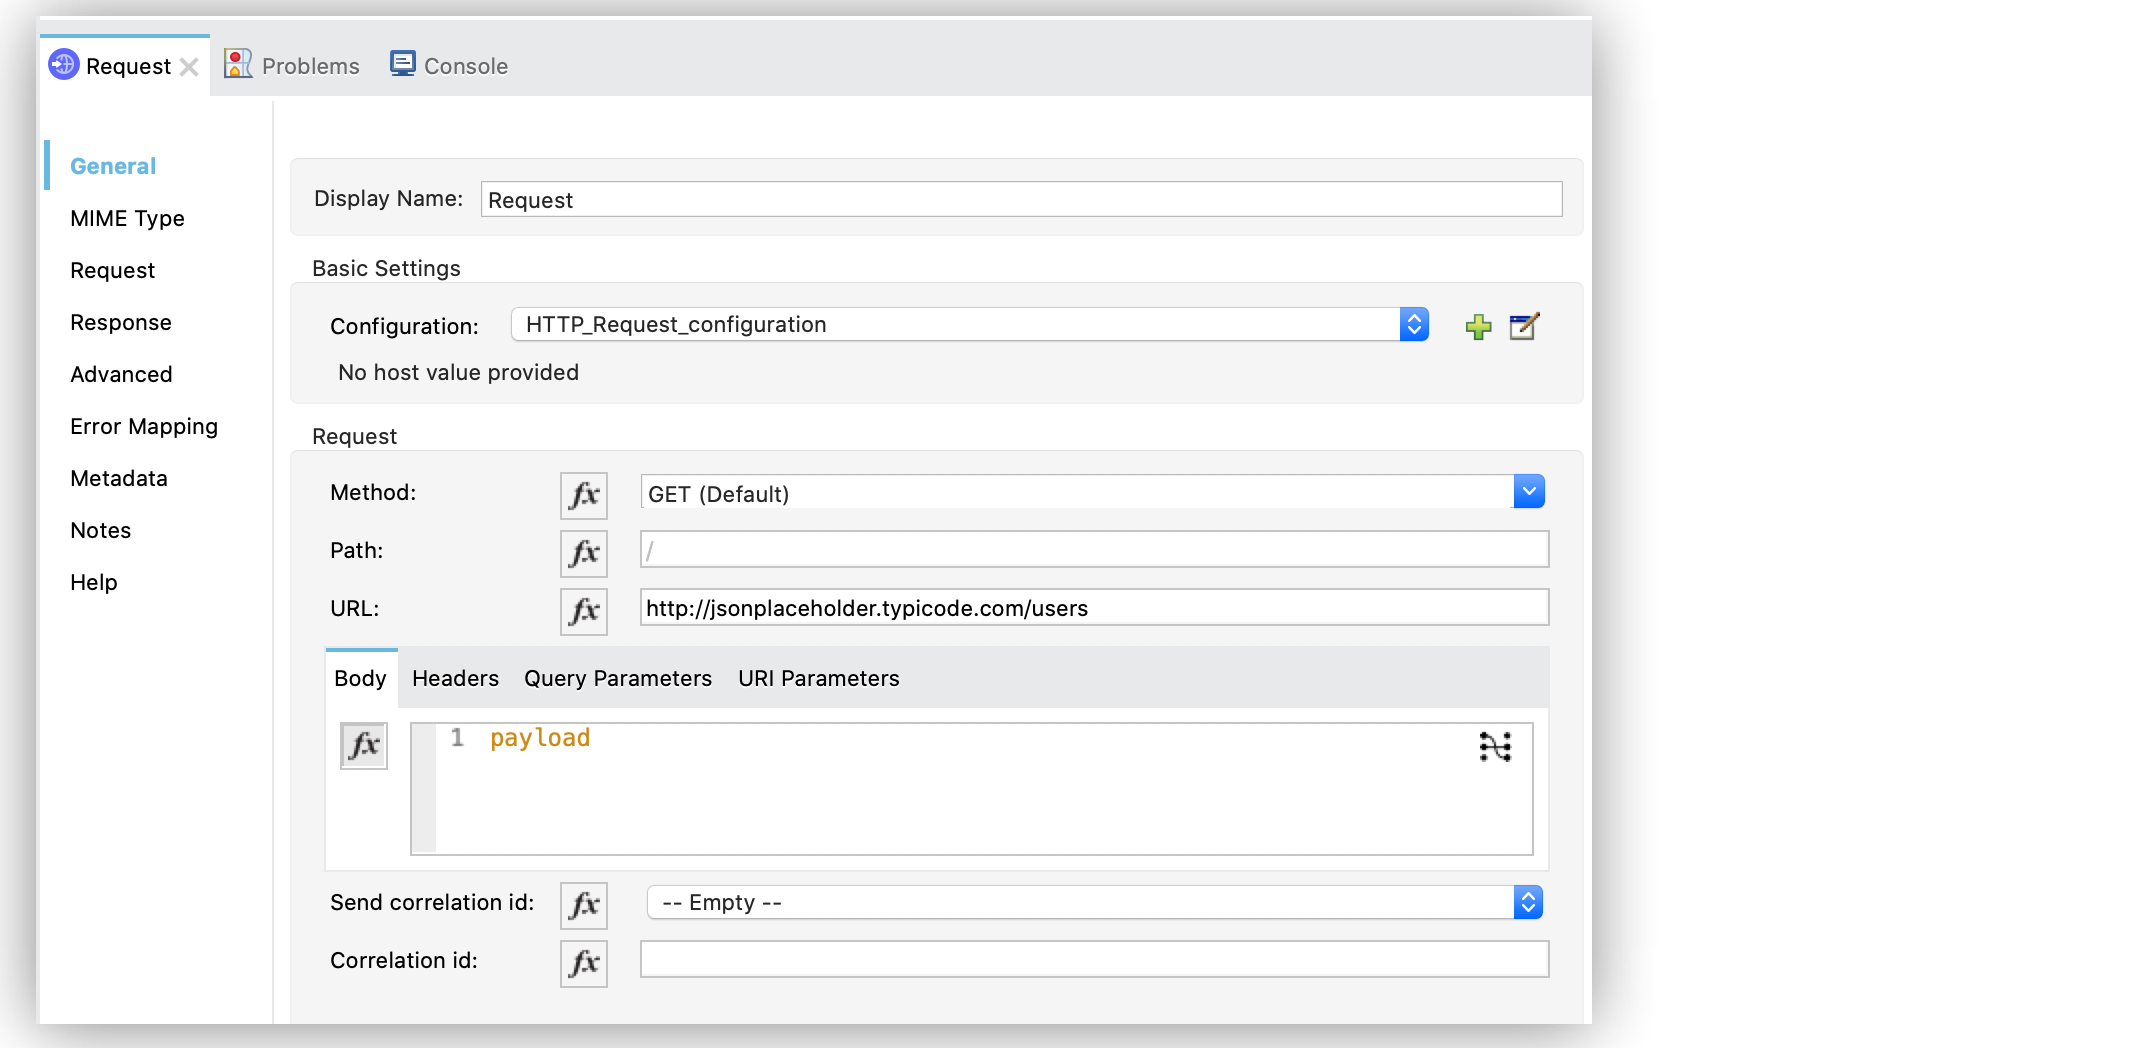 Request Problems Console
General
MIME Type
Request
Response
Advanced
Error Mapping
Metadata
Notes
Help
Display Name: Request
Basic Settings
Configuration: HTTP_Request_configuration
No host value provided
Request
Method: fx GET (Default)
Path: fx /
URL: fx http://jsonplaceholder.typicode.com/users
Body Headers Query Parameters URI Parameters
fx 1 payload
Send correlation id: fx -- Empty --
Correlation id: fx